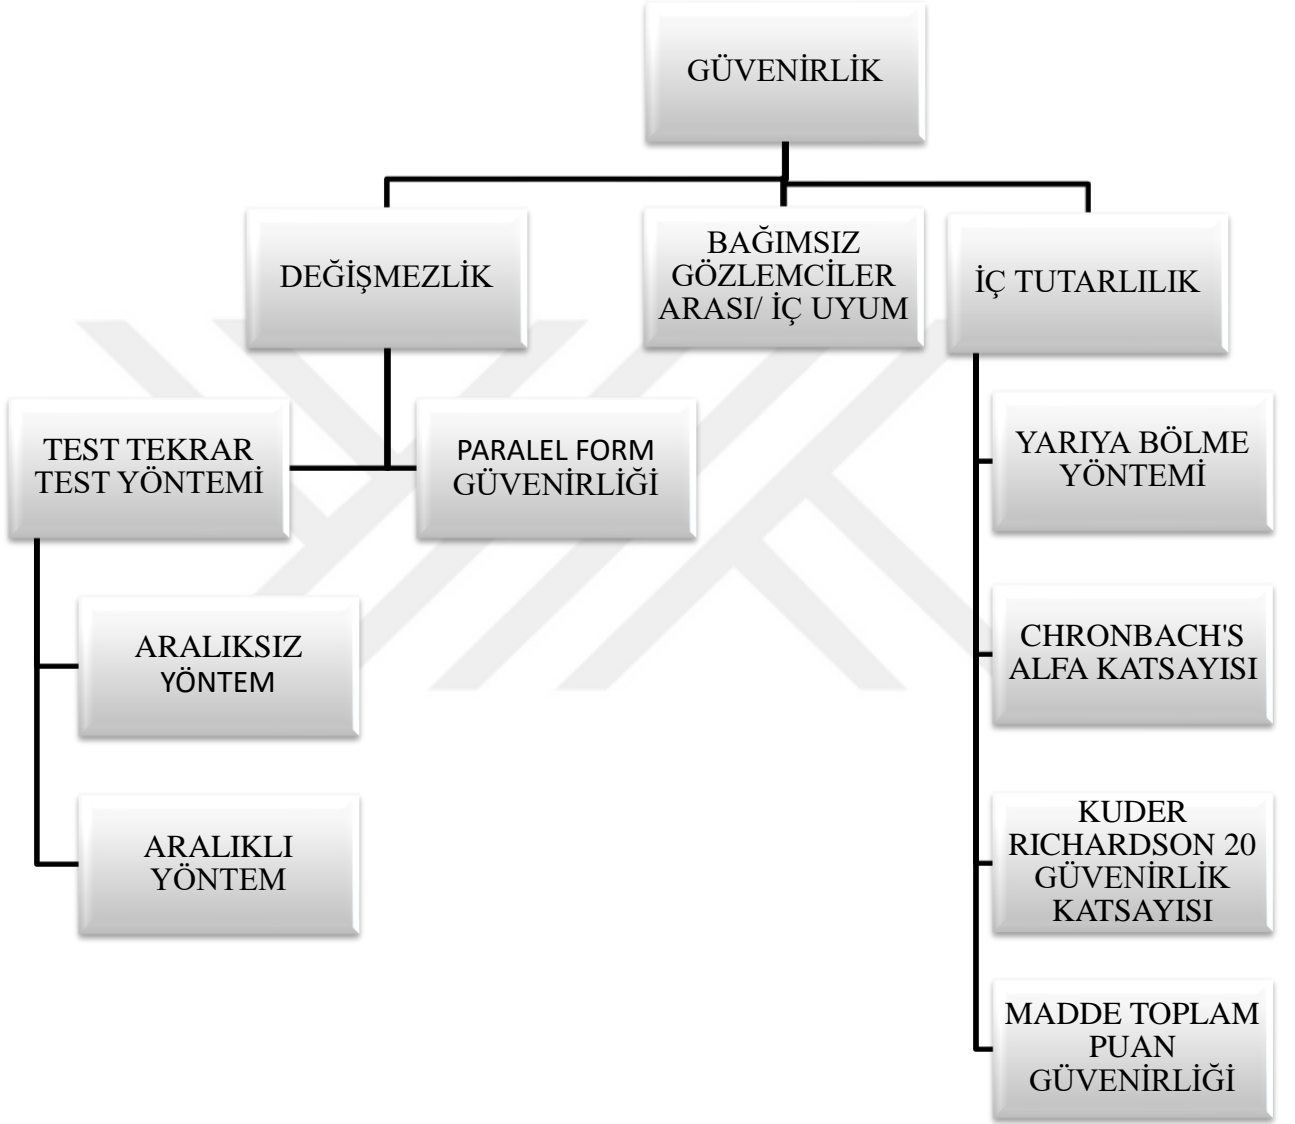 GÜVENİRLİK
DEĞİŞMEZLİK
BAĞIMSIZ
GÖZLEMCİLER
ARASI/ İÇ UYUM
İÇ TUTARLILIK
TEST TEKRAR
TEST YÖNTEMİ
PARALEL FORM
GÜVENİRLİĞİ
ARALIKSIZ
YÖNTEM
ARALIKLI
YÖNTEM
YARIYA BÖLME
YÖNTEMİ
CHRONBACH'S
ALFA KATSAYISI
KUDER
RICHARDSON 20
GÜVENİRLİK
KATSAYISI
MADDE TOPLAM
PUAN
GÜVENİRLİĞİ